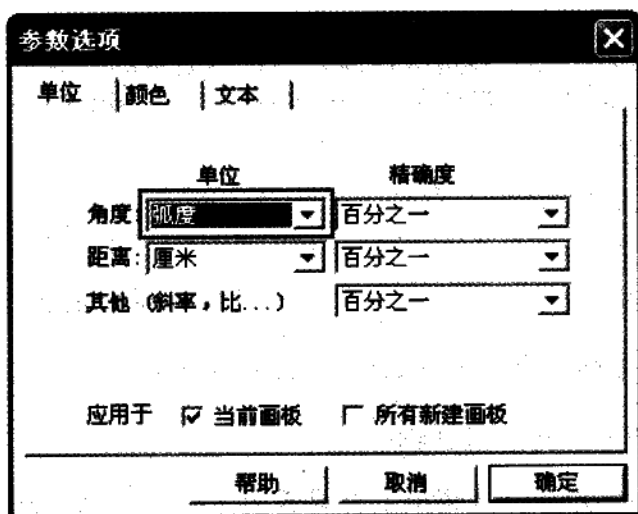 参数选项
单位 颜色 文本
单位 精确度
角度: 弧度 百分之一
距离: 厘米 百分之一
其他 (斜率，比...) 百分之一
应用于 当前画板 所有新建画板
帮助 取消 确定